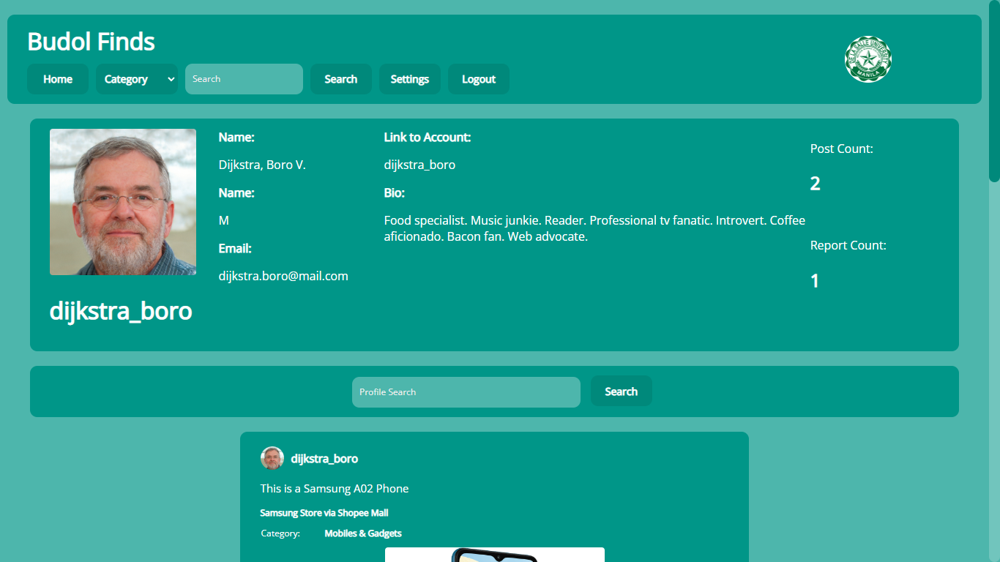 Budol Finds
Home
Category
Search
Search
Settings
Logout
DE LA SALLE UNIVERSITY
MANILA
Name:
Dijkstra, Boro V.
Name:
M
Email:
dijkstra.boro@mail.com
dijkstra_boro
Link to Account:
dijkstra_boro
Bio:
Food specialist. Music junkie. Reader. Professional tv fanatic. Introvert. Coffee
aficionado. Bacon fan. Web advocate.
Post Count:
2
Report Count:
1
Profile Search
Search
dijkstra_boro
This is a Samsung A02 Phone
Samsung Store via Shopee Mall
Category:
Mobiles & Gadgets